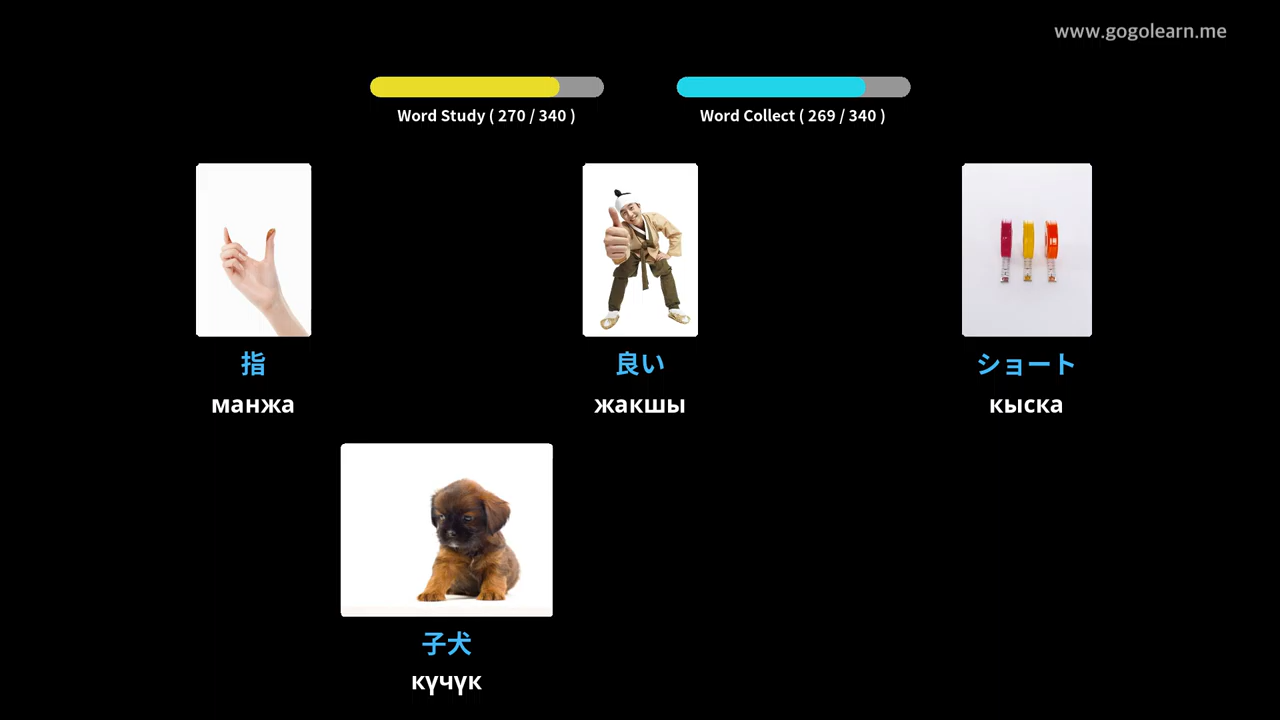 www.gogolearn.me
Word Study ( 270 / 340 )
Word Collect ( 269 / 340 )
指
манжа
良い
жакшы
ショート
кыска
子犬
күчүк